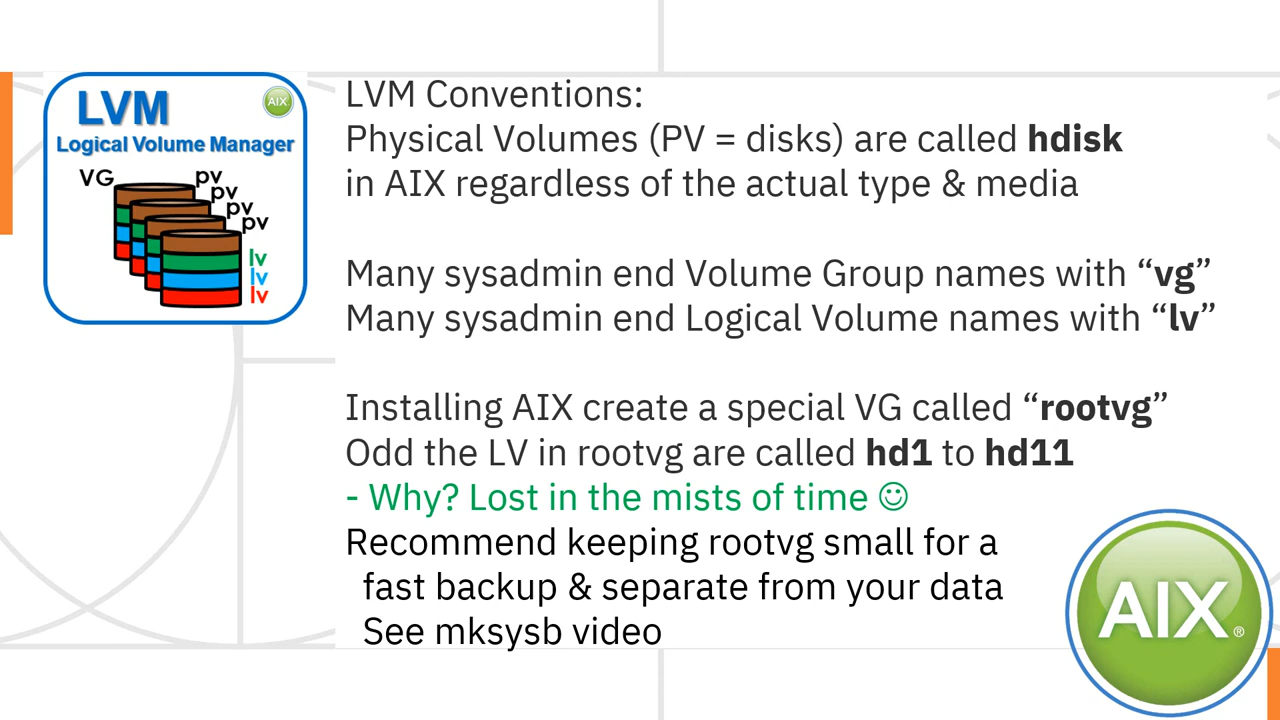 LVM
AIX
Logical Volume Manager
VG
pv
pv
pv
pv
lv
lv
lv
LVM Conventions:
Physical Volumes (PV = disks) are called hdisk
in AIX regardless of the actual type & media
Many sysadmin end Volume Group names with “vg”
Many sysadmin end Logical Volume names with “lv”
Installing AIX create a special VG called “rootvg”
Odd the LV in rootvg are called hd1 to hd11
- Why? Lost in the mists of time ☺
Recommend keeping rootvg small for a
fast backup & separate from your data
See mksysb video
AIX®